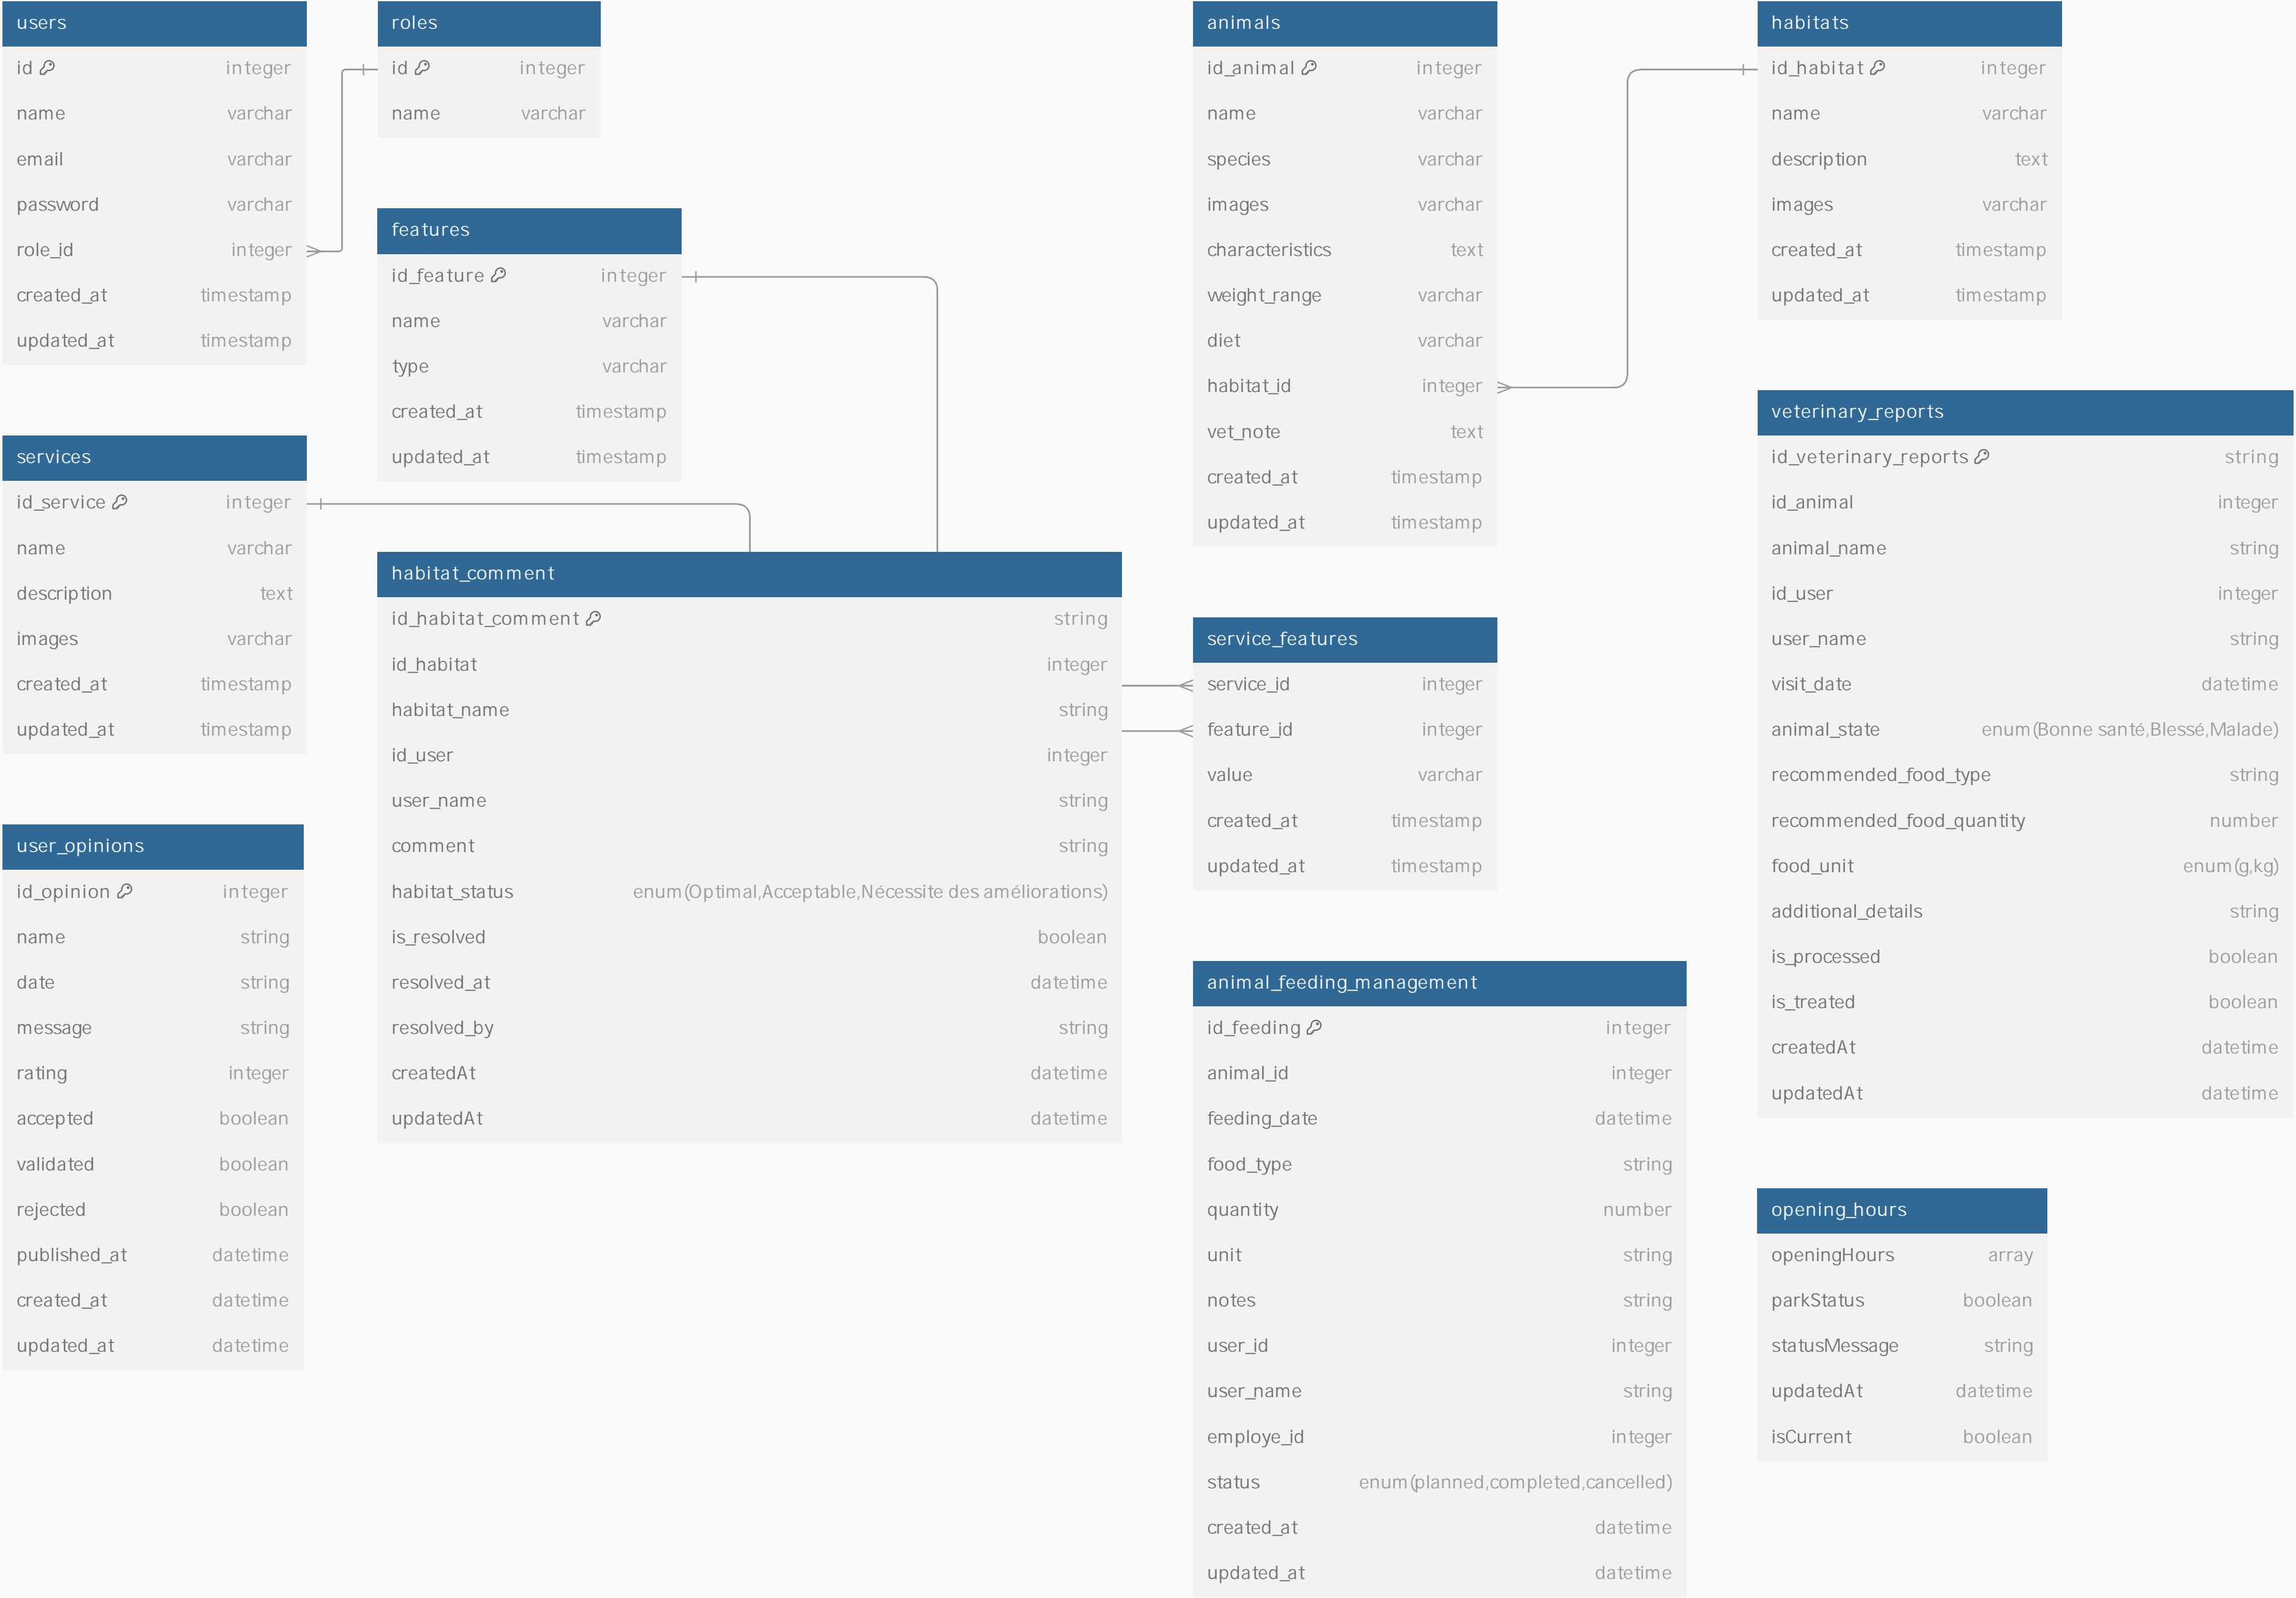 users
id integer
name varchar
email varchar
password varchar
role_id integer
created_at timestamp
updated_at timestamp
roles
id integer
name varchar
features
id_feature integer
name varchar
type varchar
created_at timestamp
updated_at timestamp
services
id_service integer
name varchar
description text
images varchar
created_at timestamp
updated_at timestamp
user_opinions
id_opinion integer
name string
date string
message string
rating integer
accepted boolean
validated boolean
rejected boolean
published_at datetime
created_at datetime
updated_at datetime
habitat_comment
id_habitat_comment string
id_habitat integer
habitat_name string
id_user integer
user_name string
comment string
habitat_status enum(Optimal,Acceptable,Nécessite des améliorations)
is_resolved boolean
resolved_at datetime
resolved_by string
createdAt datetime
updatedAt datetime
animals
id_animal integer
name varchar
species varchar
images varchar
characteristics text
weight_range varchar
diet varchar
habitat_id integer
vet_note text
created_at timestamp
updated_at timestamp
service_features
service_id integer
feature_id integer
value varchar
created_at timestamp
updated_at timestamp
animal_feeding_management
id_feeding integer
animal_id integer
feeding_date datetime
food_type string
quantity number
unit string
notes string
user_id integer
user_name string
employe_id integer
status enum(planned,completed,cancelled)
created_at datetime
updated_at datetime
habitats
id_habitat integer
name varchar
description text
images varchar
created_at timestamp
updated_at timestamp
veterinary_reports
id_veterinary_reports string
id_animal integer
animal_name string
id_user integer
user_name string
visit_date datetime
animal_state enum(Bonne santé,Blessé,Malade)
recommended_food_type string
recommended_food_quantity number
food_unit enum(g,kg)
additional_details string
is_processed boolean
is_treated boolean
createdAt datetime
updatedAt datetime
opening_hours
openingHours array
parkStatus boolean
statusMessage string
updatedAt datetime
isCurrent boolean